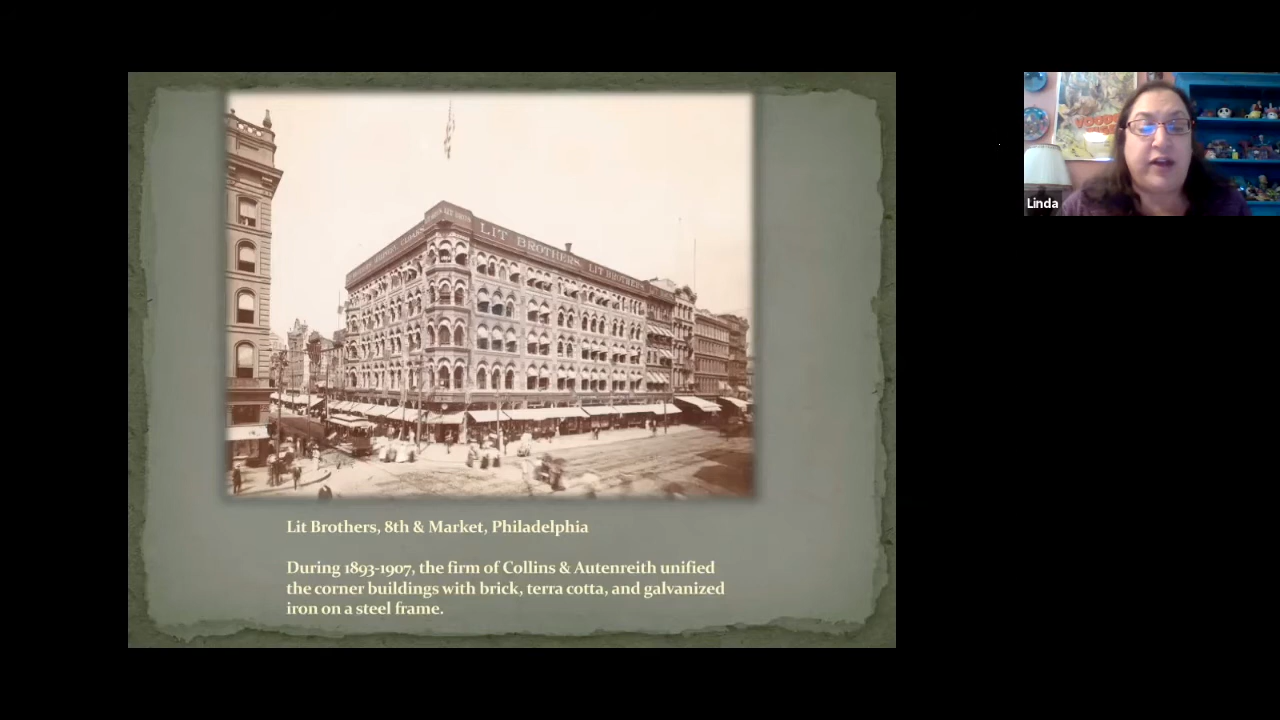 LIT BROTHERS. LIT BROTHERS
Lit Brothers, 8th & Market, Philadelphia
During 1893-1907, the firm of Collins & Autenreith unified
the corner buildings with brick, terra cotta, and galvanized
iron on a steel frame.
Linda